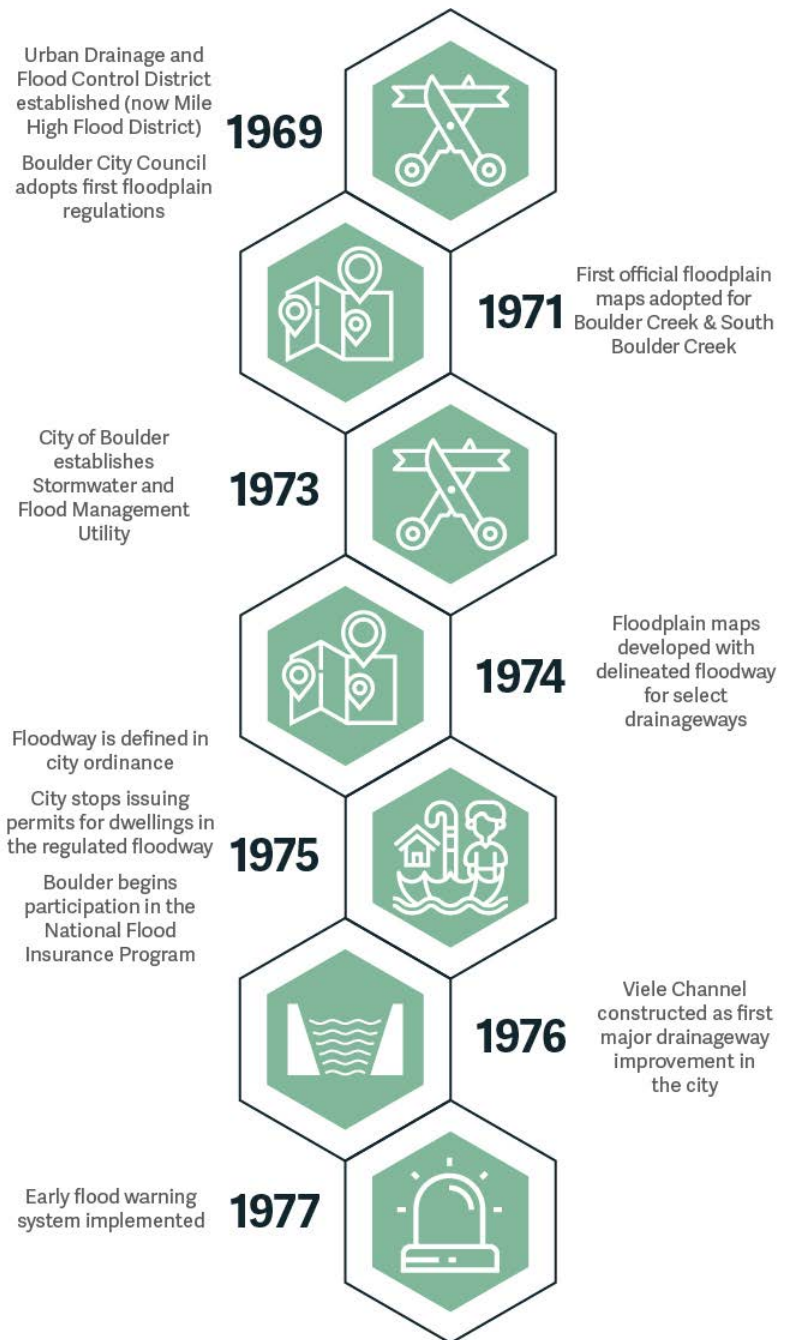 Urban Drainage and
Flood Control District
established (now Mile
High Flood District)
Boulder City Council
adopts first floodplain
regulations
1969
1971
First official floodplain
maps adopted for
Boulder Creek & South
Boulder Creek
City of Boulder
establishes
Stormwater and
Flood Management
Utility
1973
1974
Floodplain maps
developed with
delineated floodway
for select
drainageways
Floodway is defined in
city ordinance
City stops issuing
permits for dwellings in
the regulated floodway
Boulder begins
participation in the
National Flood
Insurance Program
1975
1976
Viele Channel
constructed as first
major drainageway
improvement in
the city
Early flood warning
system implemented
1977